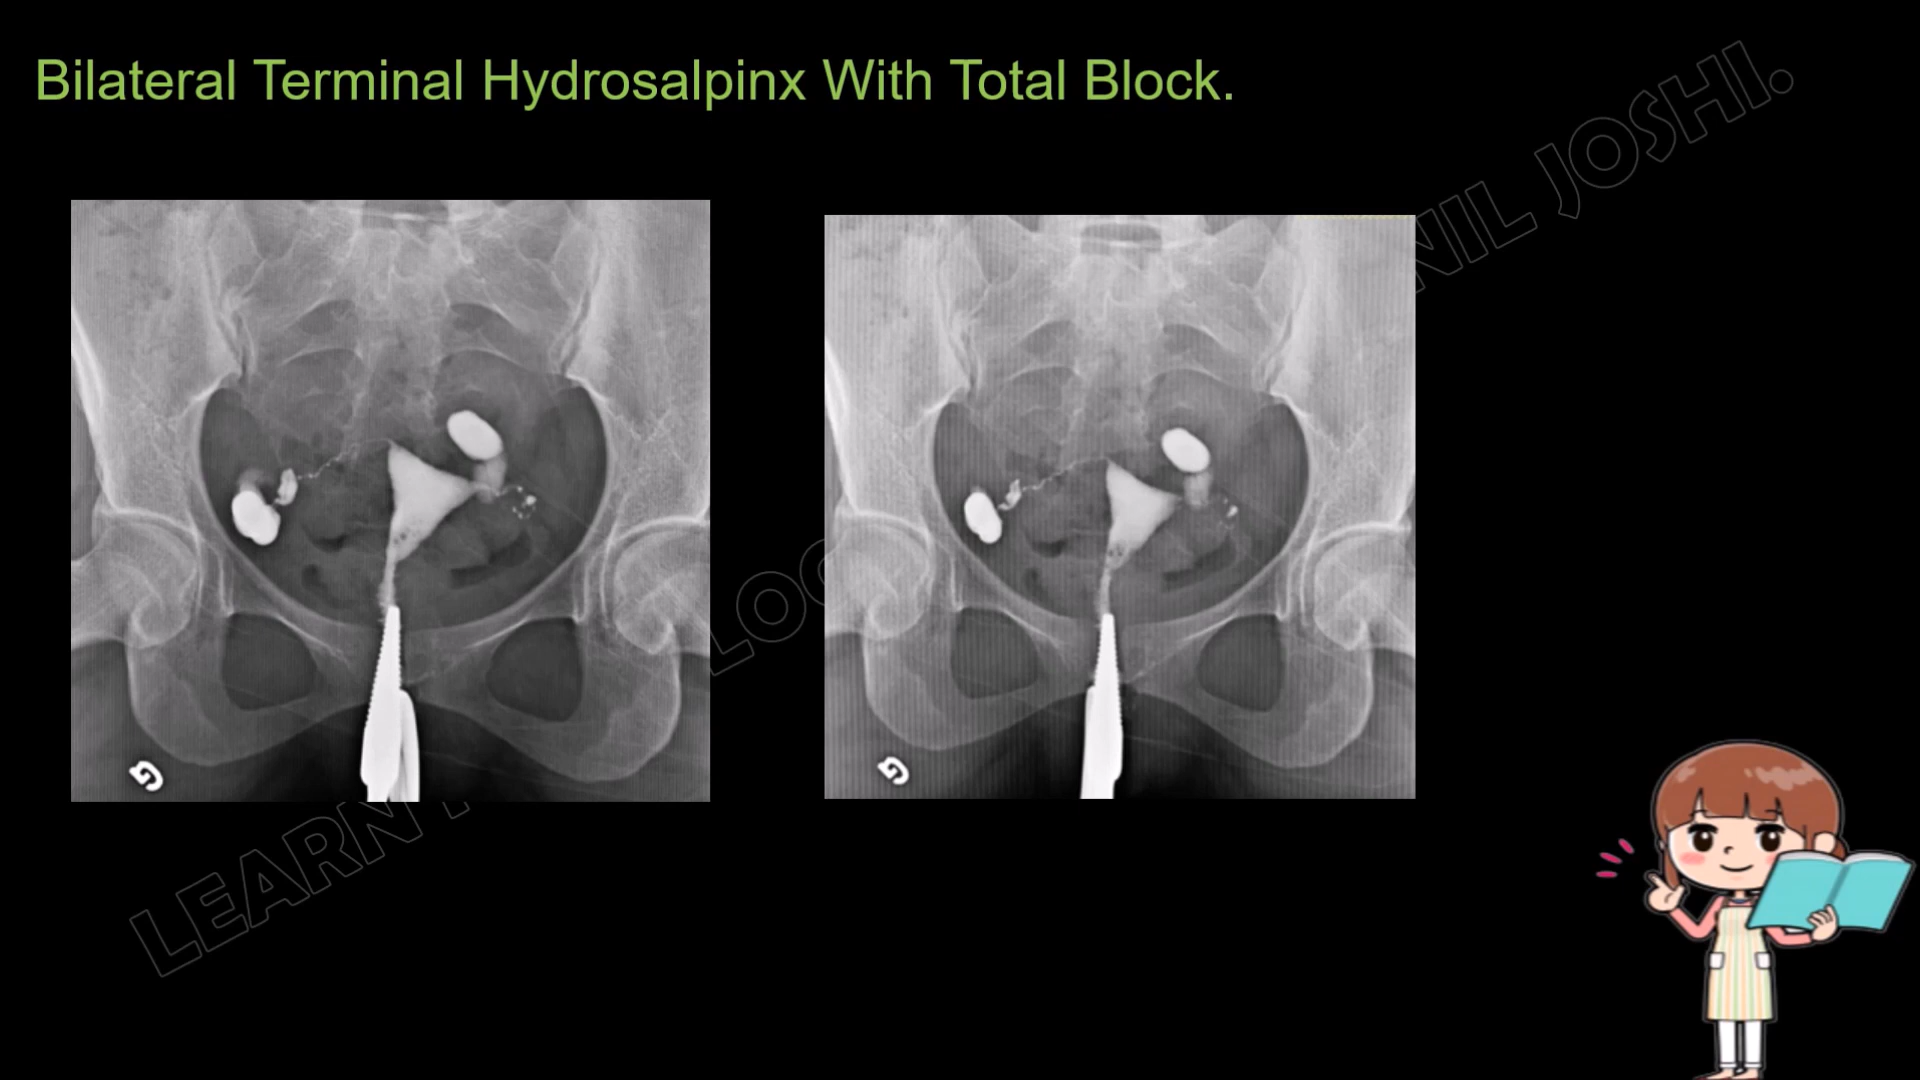 Bilateral Terminal Hydrosalpinx With Total Block.
NIL JOSHI.
LEARN
G
G